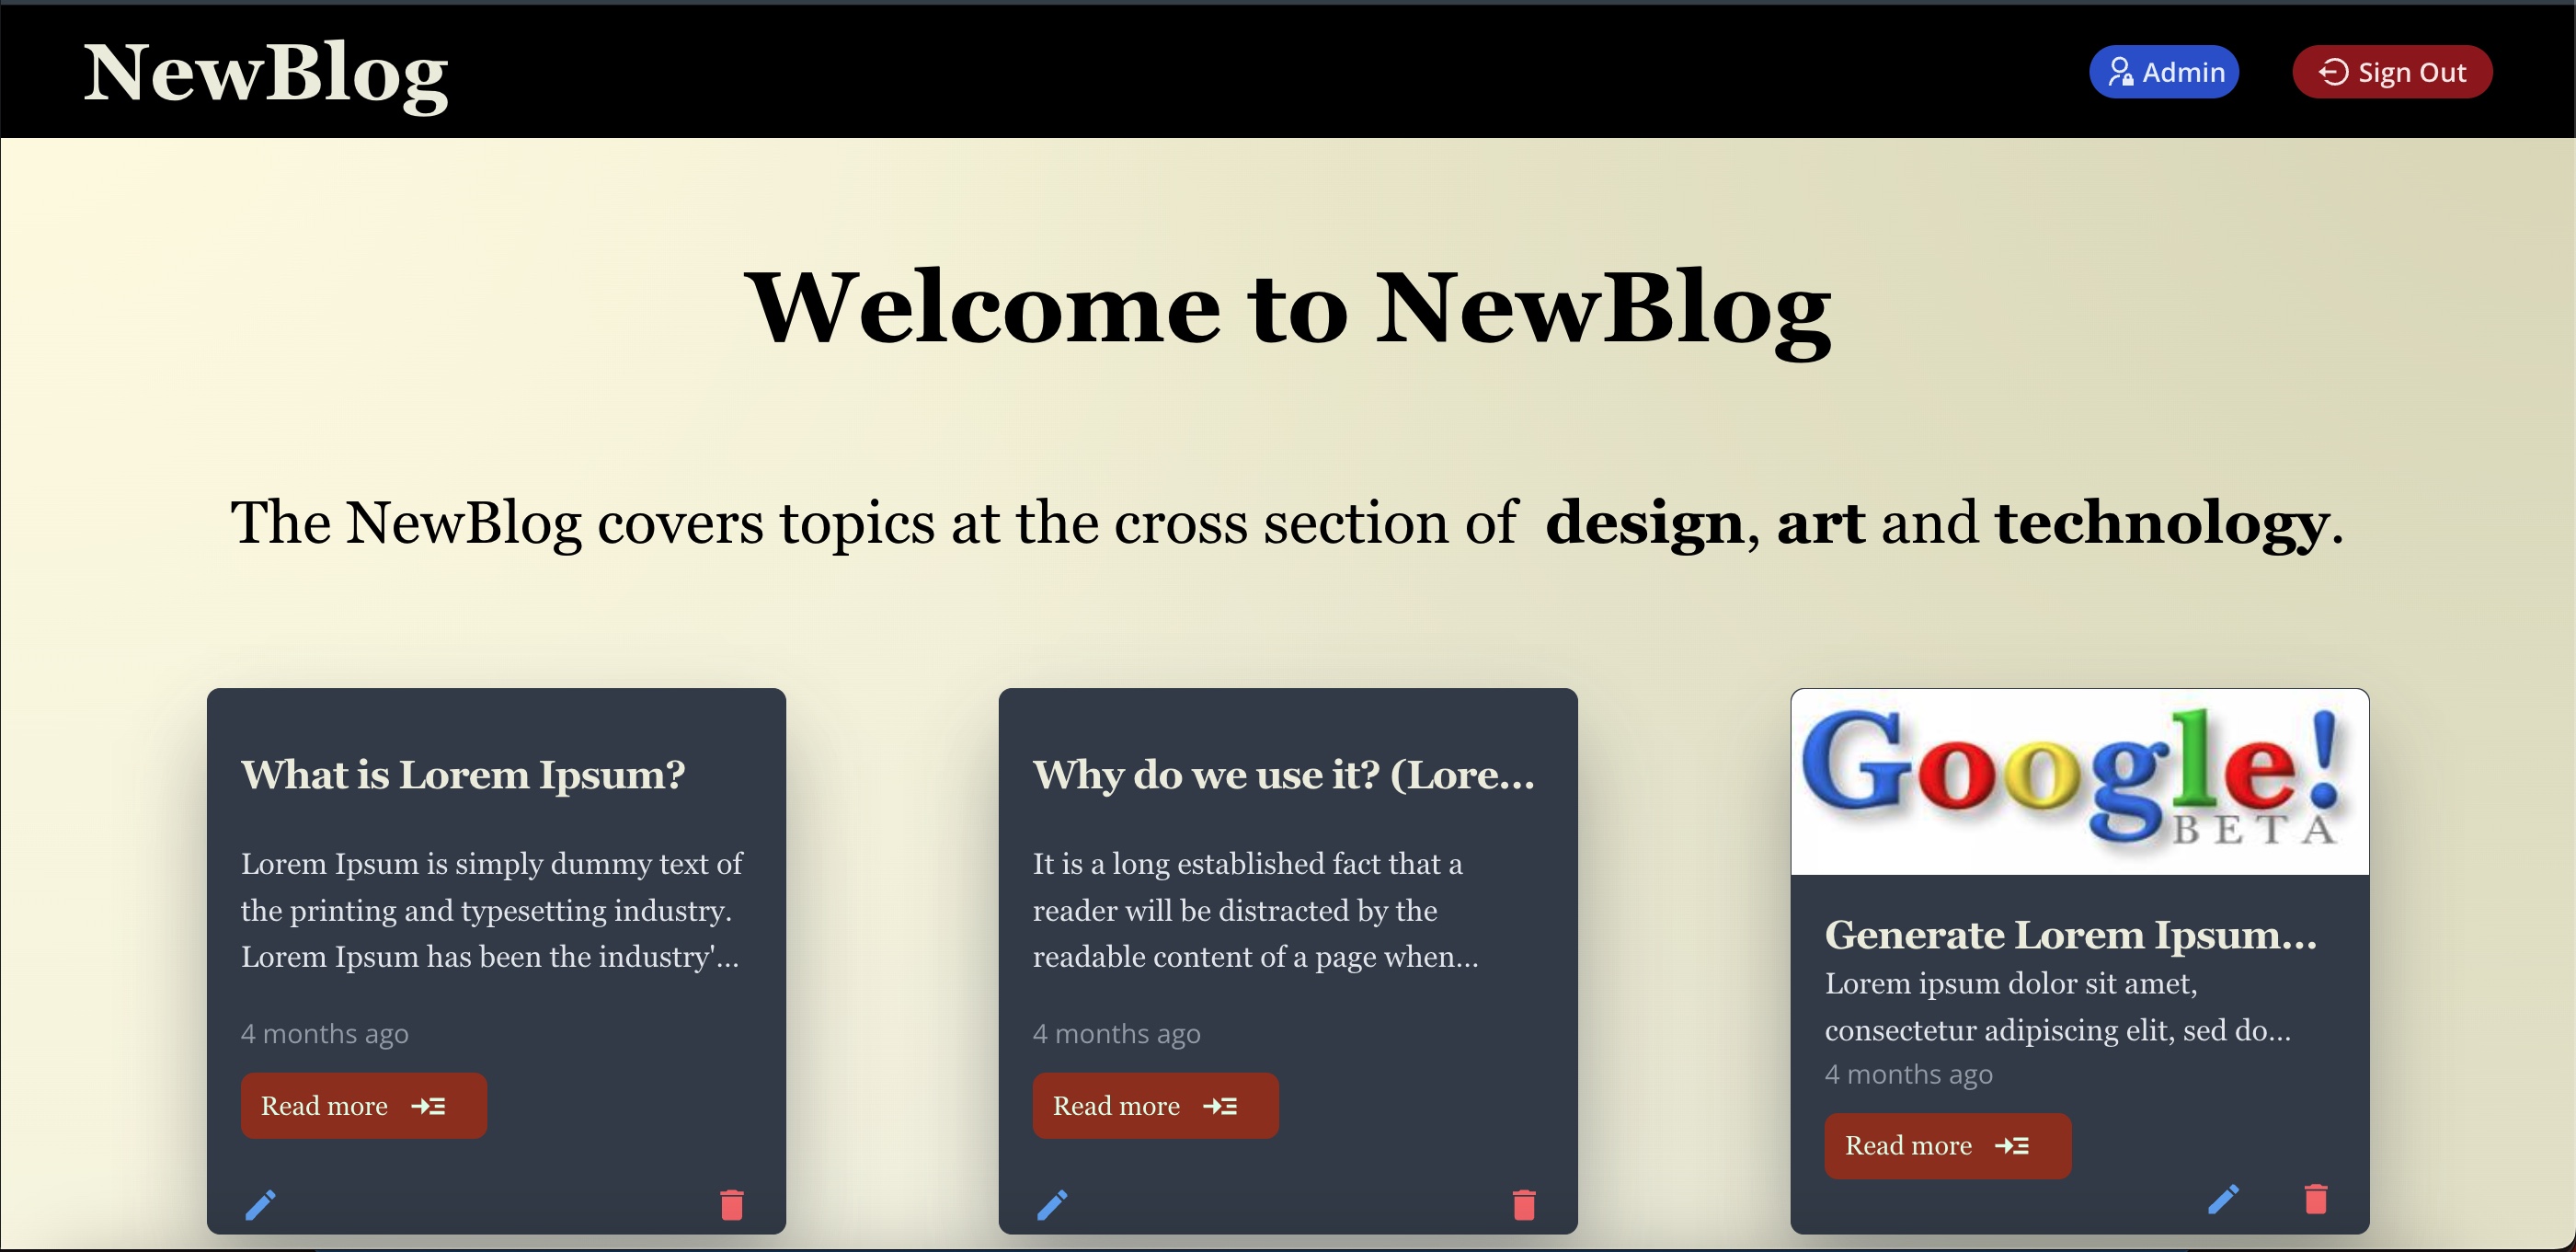 NewBlog
Admin
Sign Out
Welcome to NewBlog
The NewBlog covers topics at the cross section of design, art and technology.
What is Lorem Ipsum?
Lorem Ipsum is simply dummy text of
the printing and typesetting industry.
Lorem Ipsum has been the industry'...
4 months ago
Read more
Why do we use it? (Lore...
It is a long established fact that a
reader will be distracted by the
readable content of a page when...
4 months ago
Read more
Google!
BETA
Generate Lorem Ipsum...
Lorem ipsum dolor sit amet,
consectetur adipiscing elit, sed do...
4 months ago
Read more